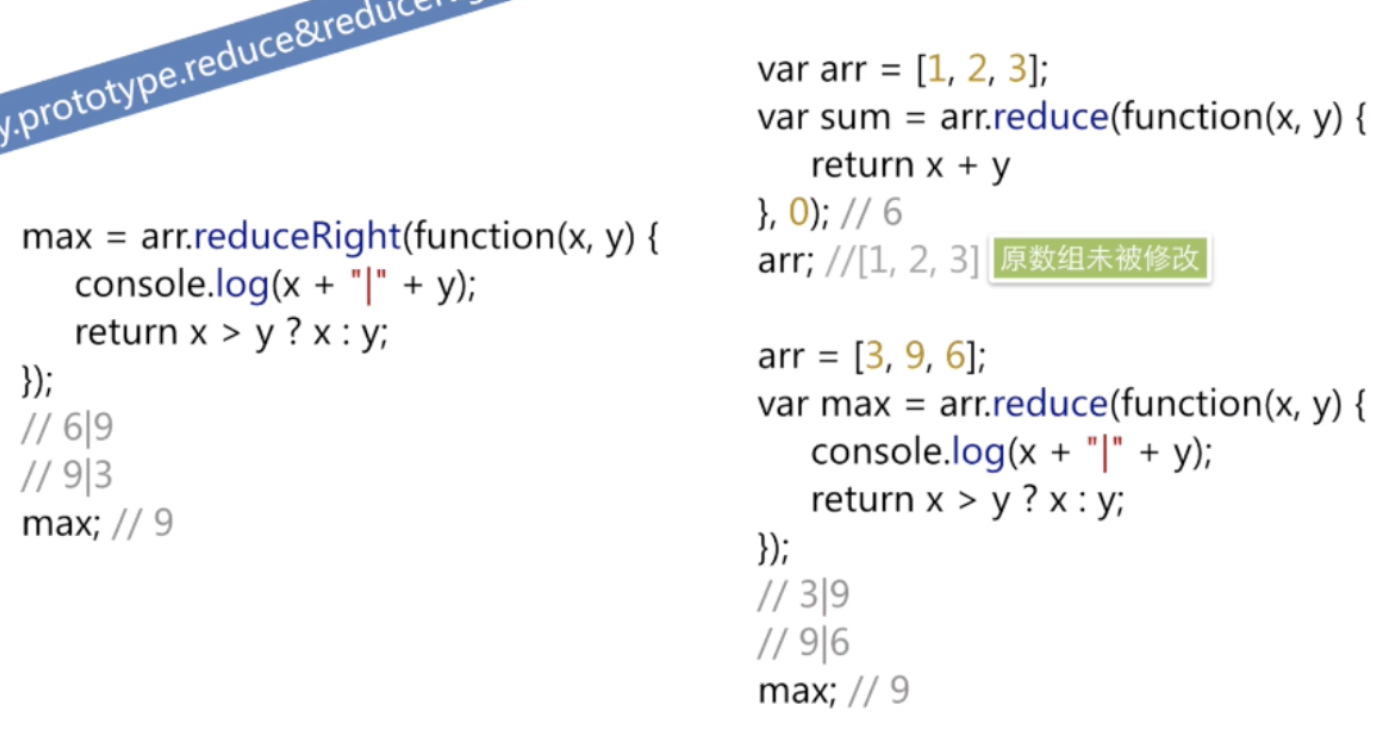 y.prototype.reduce&reduceRig
max = arr.reduceRight(function(x, y) {
console.log(x + "|" + y);
return x > y ? x : y;
});
// 6|9
// 9|3
max; // 9
var arr = [1, 2, 3];
var sum = arr.reduce(function(x, y) {
return x + y
}, 0); // 6
arr; //[1, 2, 3] 原数组未被修改
arr = [3, 9, 6];
var max = arr.reduce(function(x, y) {
console.log(x + "|" + y);
return x > y ? x : y;
});
// 3|9
// 9|6
max; // 9